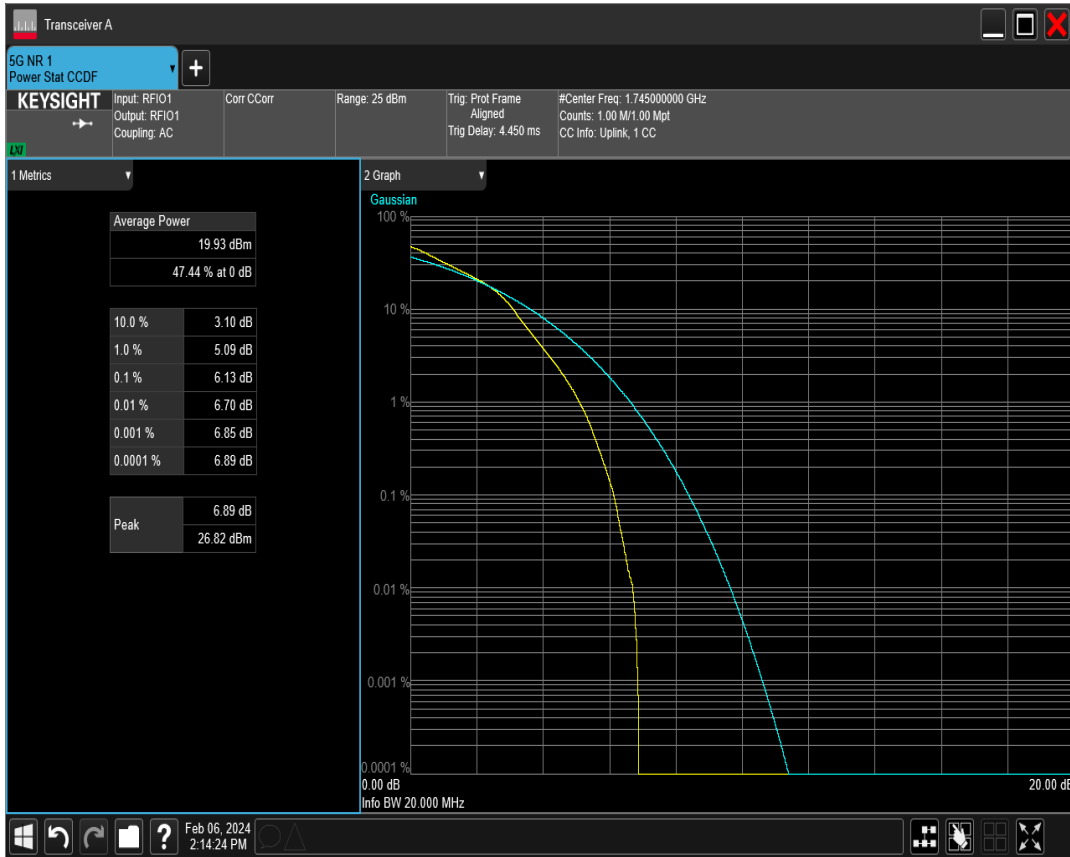 Transceiver A
5G NR 1
Power Stat CCDF
+
KEYSIGHT
LXI
Input: RFIO1
Output: RFIO1
Coupling: AC
Corr CCorr
Range: 25 dBm
Trig: Prot Frame
Aligned
Trig Delay: 4.450 ms
#Center Freq: 1.745000000 GHz
Counts: 1.00 M/1.00 Mpt
CC Info: Uplink, 1 CC
1 Metrics
Average Power
19.93 dBm
47.44 % at 0 dB
10.0 % 3.10 dB
1.0 % 5.09 dB
0.1 % 6.13 dB
0.01 % 6.70 dB
0.001 % 6.85 dB
0.0001 % 6.89 dB
Peak
6.89 dB
26.82 dBm
2 Graph
Gaussian
100 %
10 %
1 %
0.1 %
0.01 %
0.001 %
0.0001 %
0.00 dB 20.00 dB
Info BW 20.000 MHz
?
Feb 06, 2024
2:14:24 PM